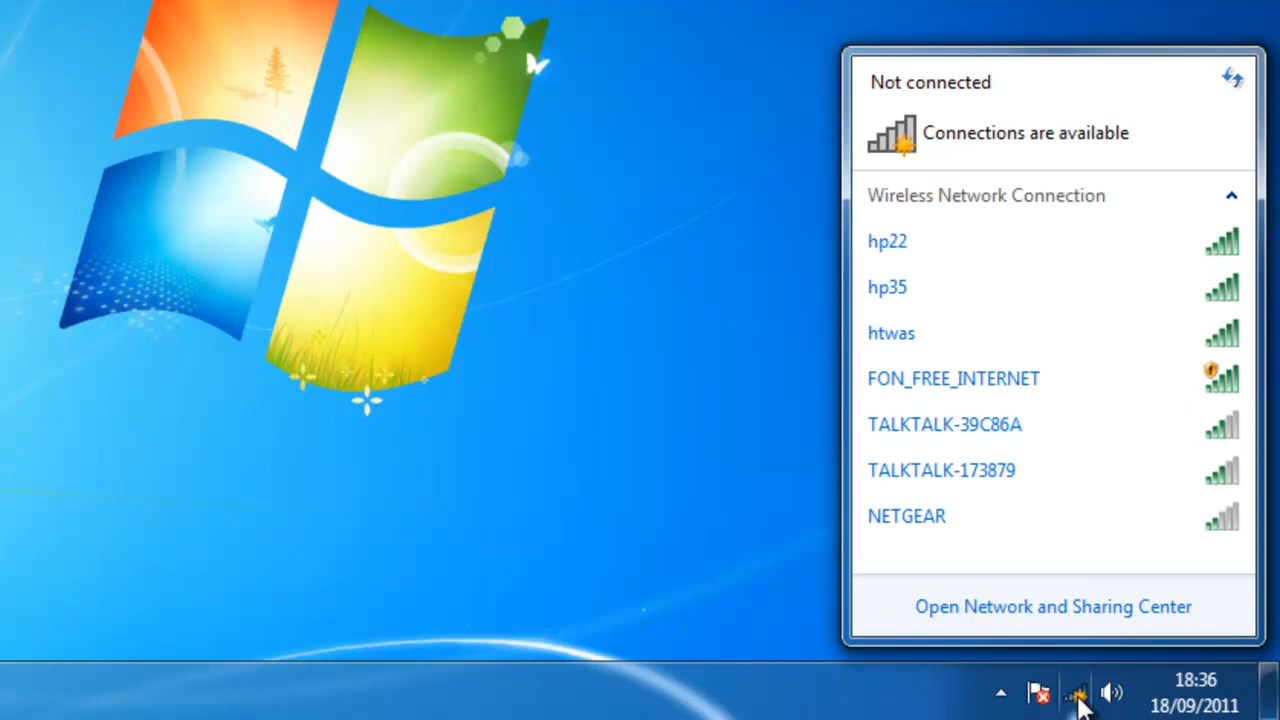 Not connected
Connections are available
Wireless Network Connection
hp22
hp35
htwas
FON_FREE_INTERNET
TALKTALK-39C86A
TALKTALK-173879
NETGEAR
Open Network and Sharing Center
18:36
18/09/2011